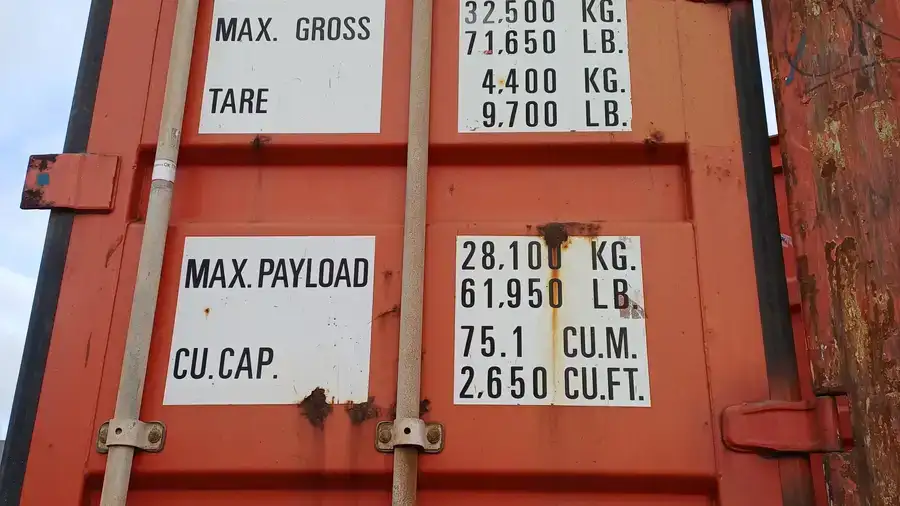 MAX. GROSS 32,500 KG.
71,650 LB.
TARE 4,400 KG.
9,700 LB.
MAX. PAYLOAD 28,100 KG.
61,950 LB.
CU. CAP. 75.1 CU.M.
2,650 CU.FT.